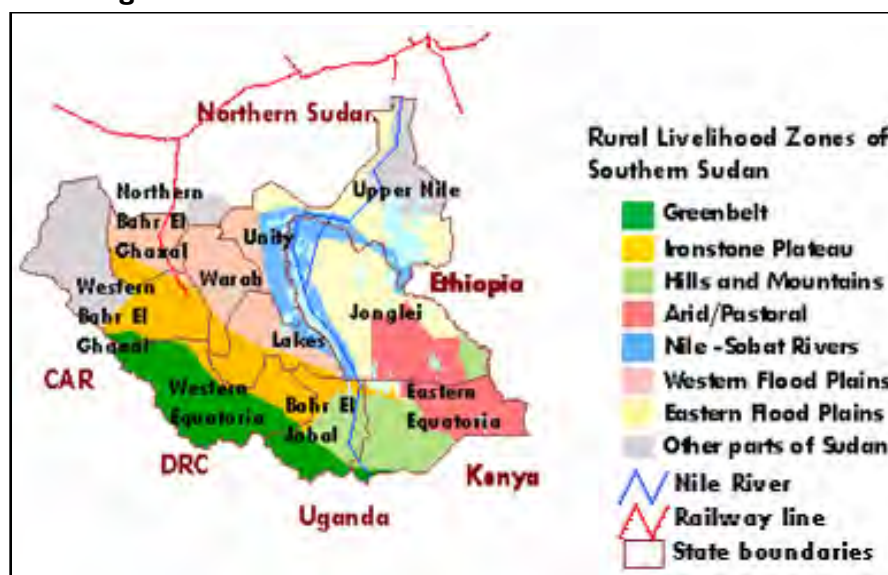 Northern Sudan
Northern
Bahr El
Ghazal
Upper Nile
Unity
Warab
Western
Bahr El
Ghazal
Ethiopia
Jonglei
Lakes
CAR
Western
Equatoria
Bahr El
Jabal
Eastern
Equatoria
DRC
Kenya
Uganda
Rural Livelihood Zones of
Southern Sudan
Greenbelt
Ironstone Plateau
Hills and Mountains
Arid/Pastoral
Nile -Sobat Rivers
Western Flood Plains
Eastern Flood Plains
Other parts of Sudan
Nile River
Railway line
State boundaries